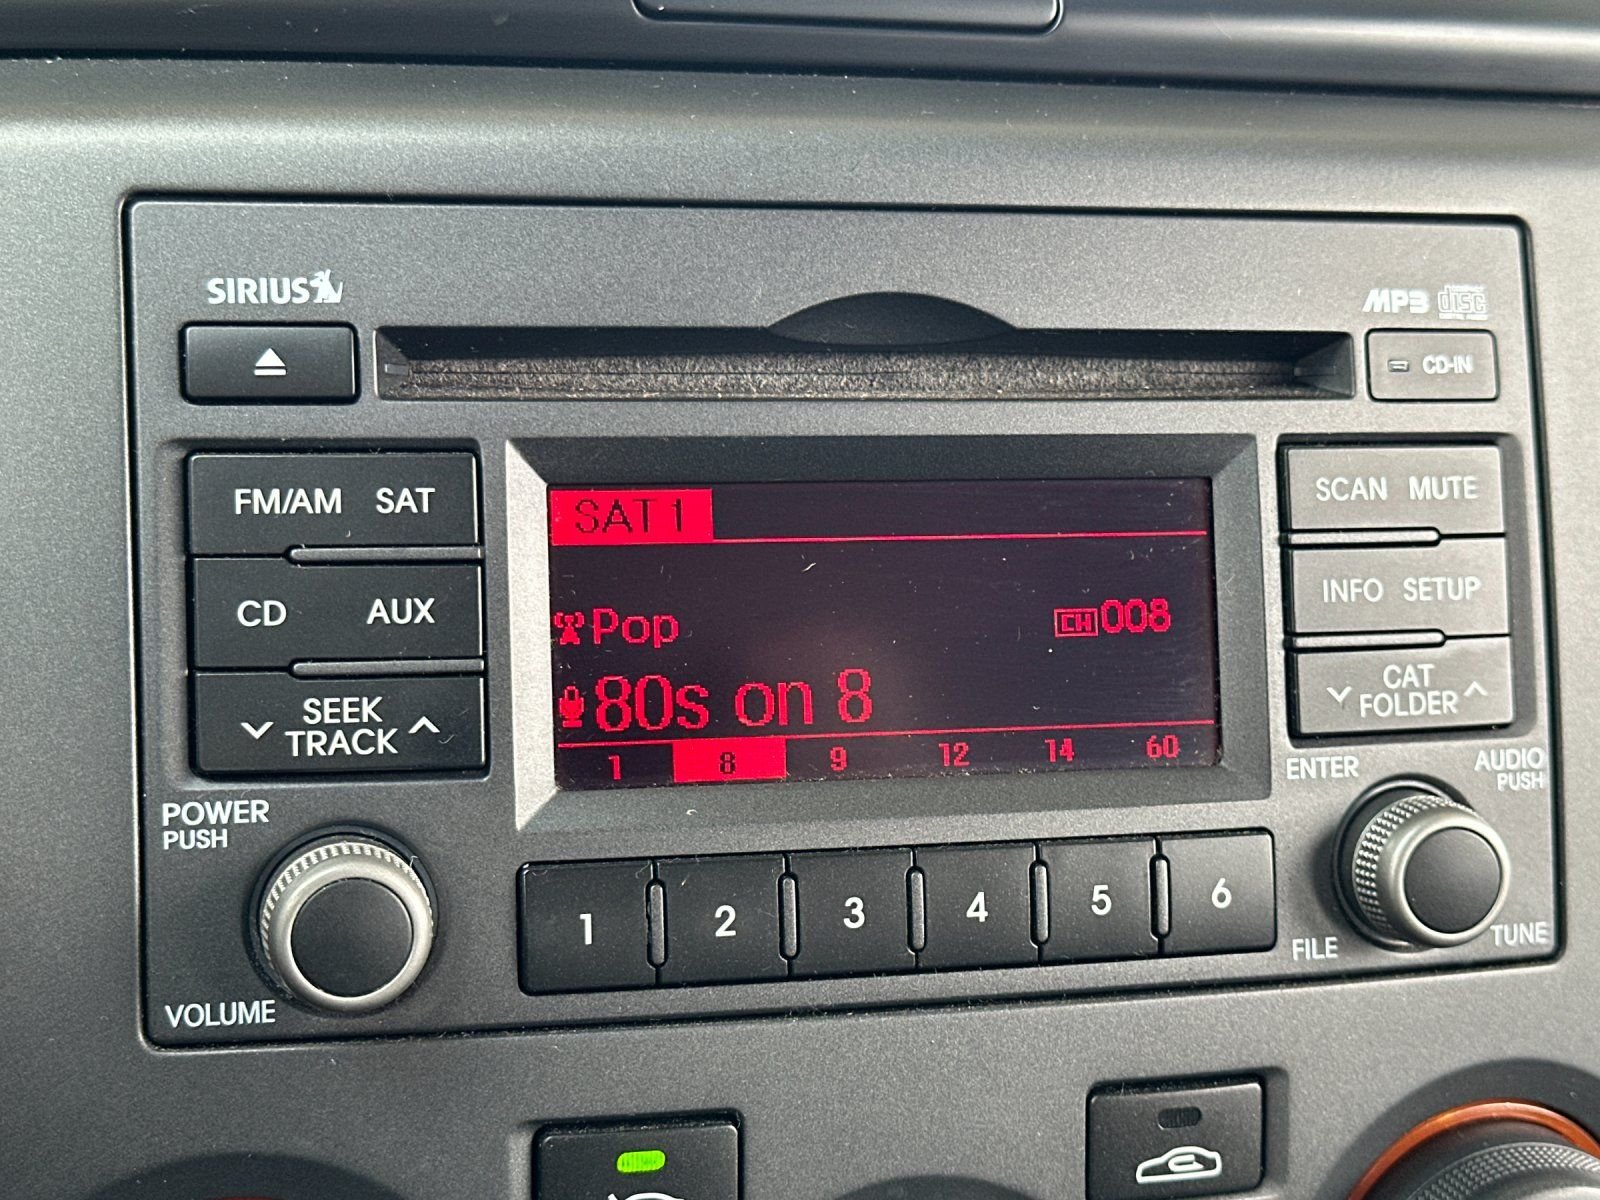 SIRIUS
MP3 disc
CD-IN
FM/AM SAT
CD AUX
SEEK
TRACK
SAT 1
Pop CH 008
80s on 8
1 8 9 12 14 60
SCAN MUTE
INFO SETUP
CAT
FOLDER
POWER
PUSH
VOLUME
1 2 3 4 5 6
ENTER
AUDIO
PUSH
FILE
TUNE